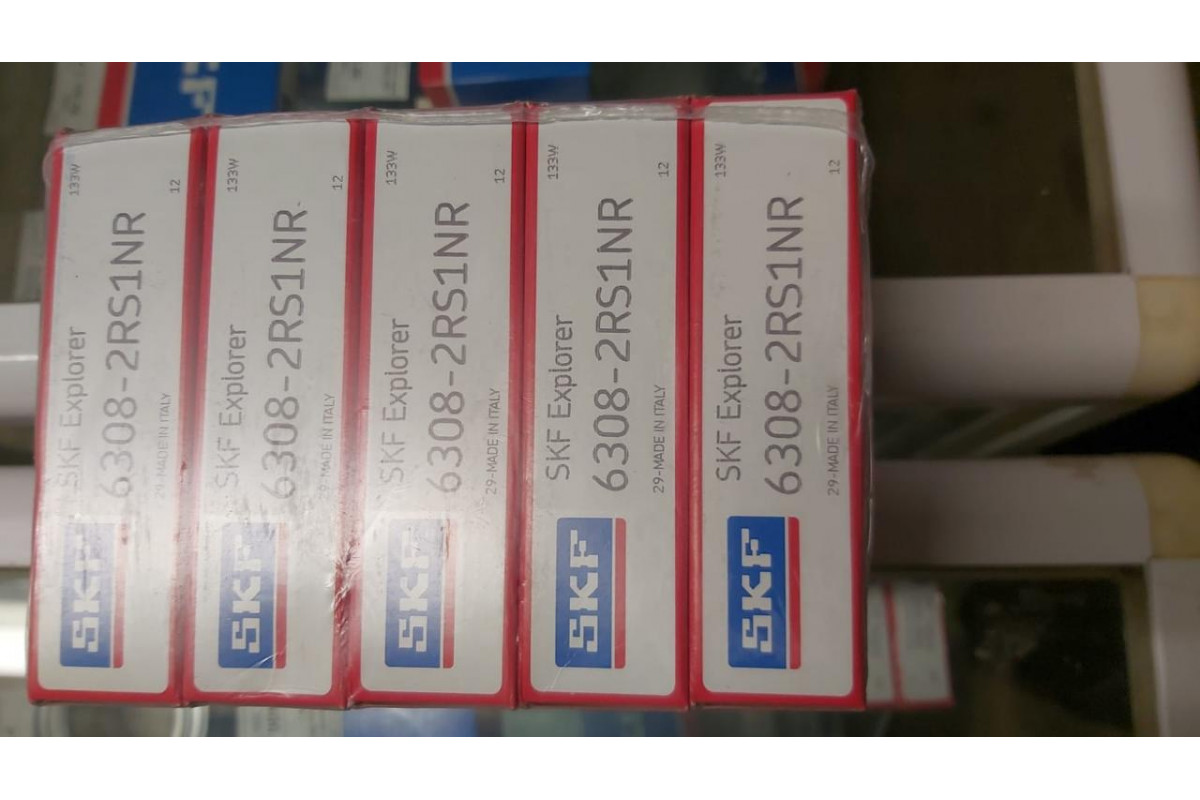 SKF
SKF Explorer
133W
6308-2RS1NR
29-MADE IN ITALY
12
SKF
SKF Explorer
133W
6308-2RS1NR
29-MADE IN ITALY
12
SKF
SKF Explorer
133W
6308-2RS1NR
29-MADE IN ITALY
12
SKF
SKF Explorer
133W
6308-2RS1NR
29-MADE IN ITALY
12
SKF
SKF Explorer
133W
6308-2RS1NR
29-MADE IN ITALY
12